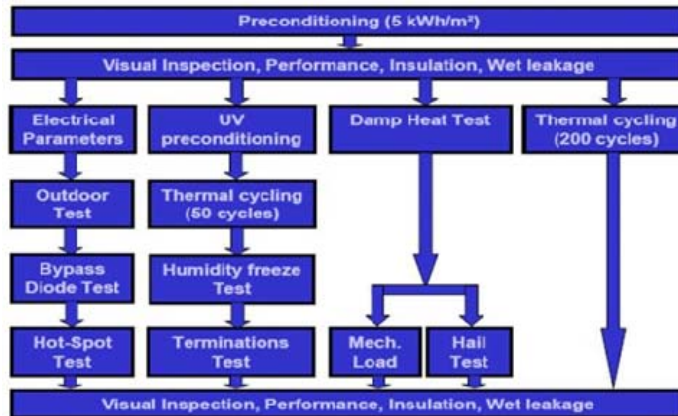 Preconditioning (5 kWh/m²)
Visual Inspection, Performance, Insulation, Wet leakage
Electrical
Parameters
UV
preconditioning
Damp Heat Test
Thermal cycling
(200 cycles)
Outdoor
Test
Thermal cycling
(50 cycles)
Bypass
Diode Test
Humidity freeze
Test
Hot-Spot
Test
Terminations
Test
Mech.
Load
Hail
Test
Visual Inspection, Performance, Insulation, Wet leakage